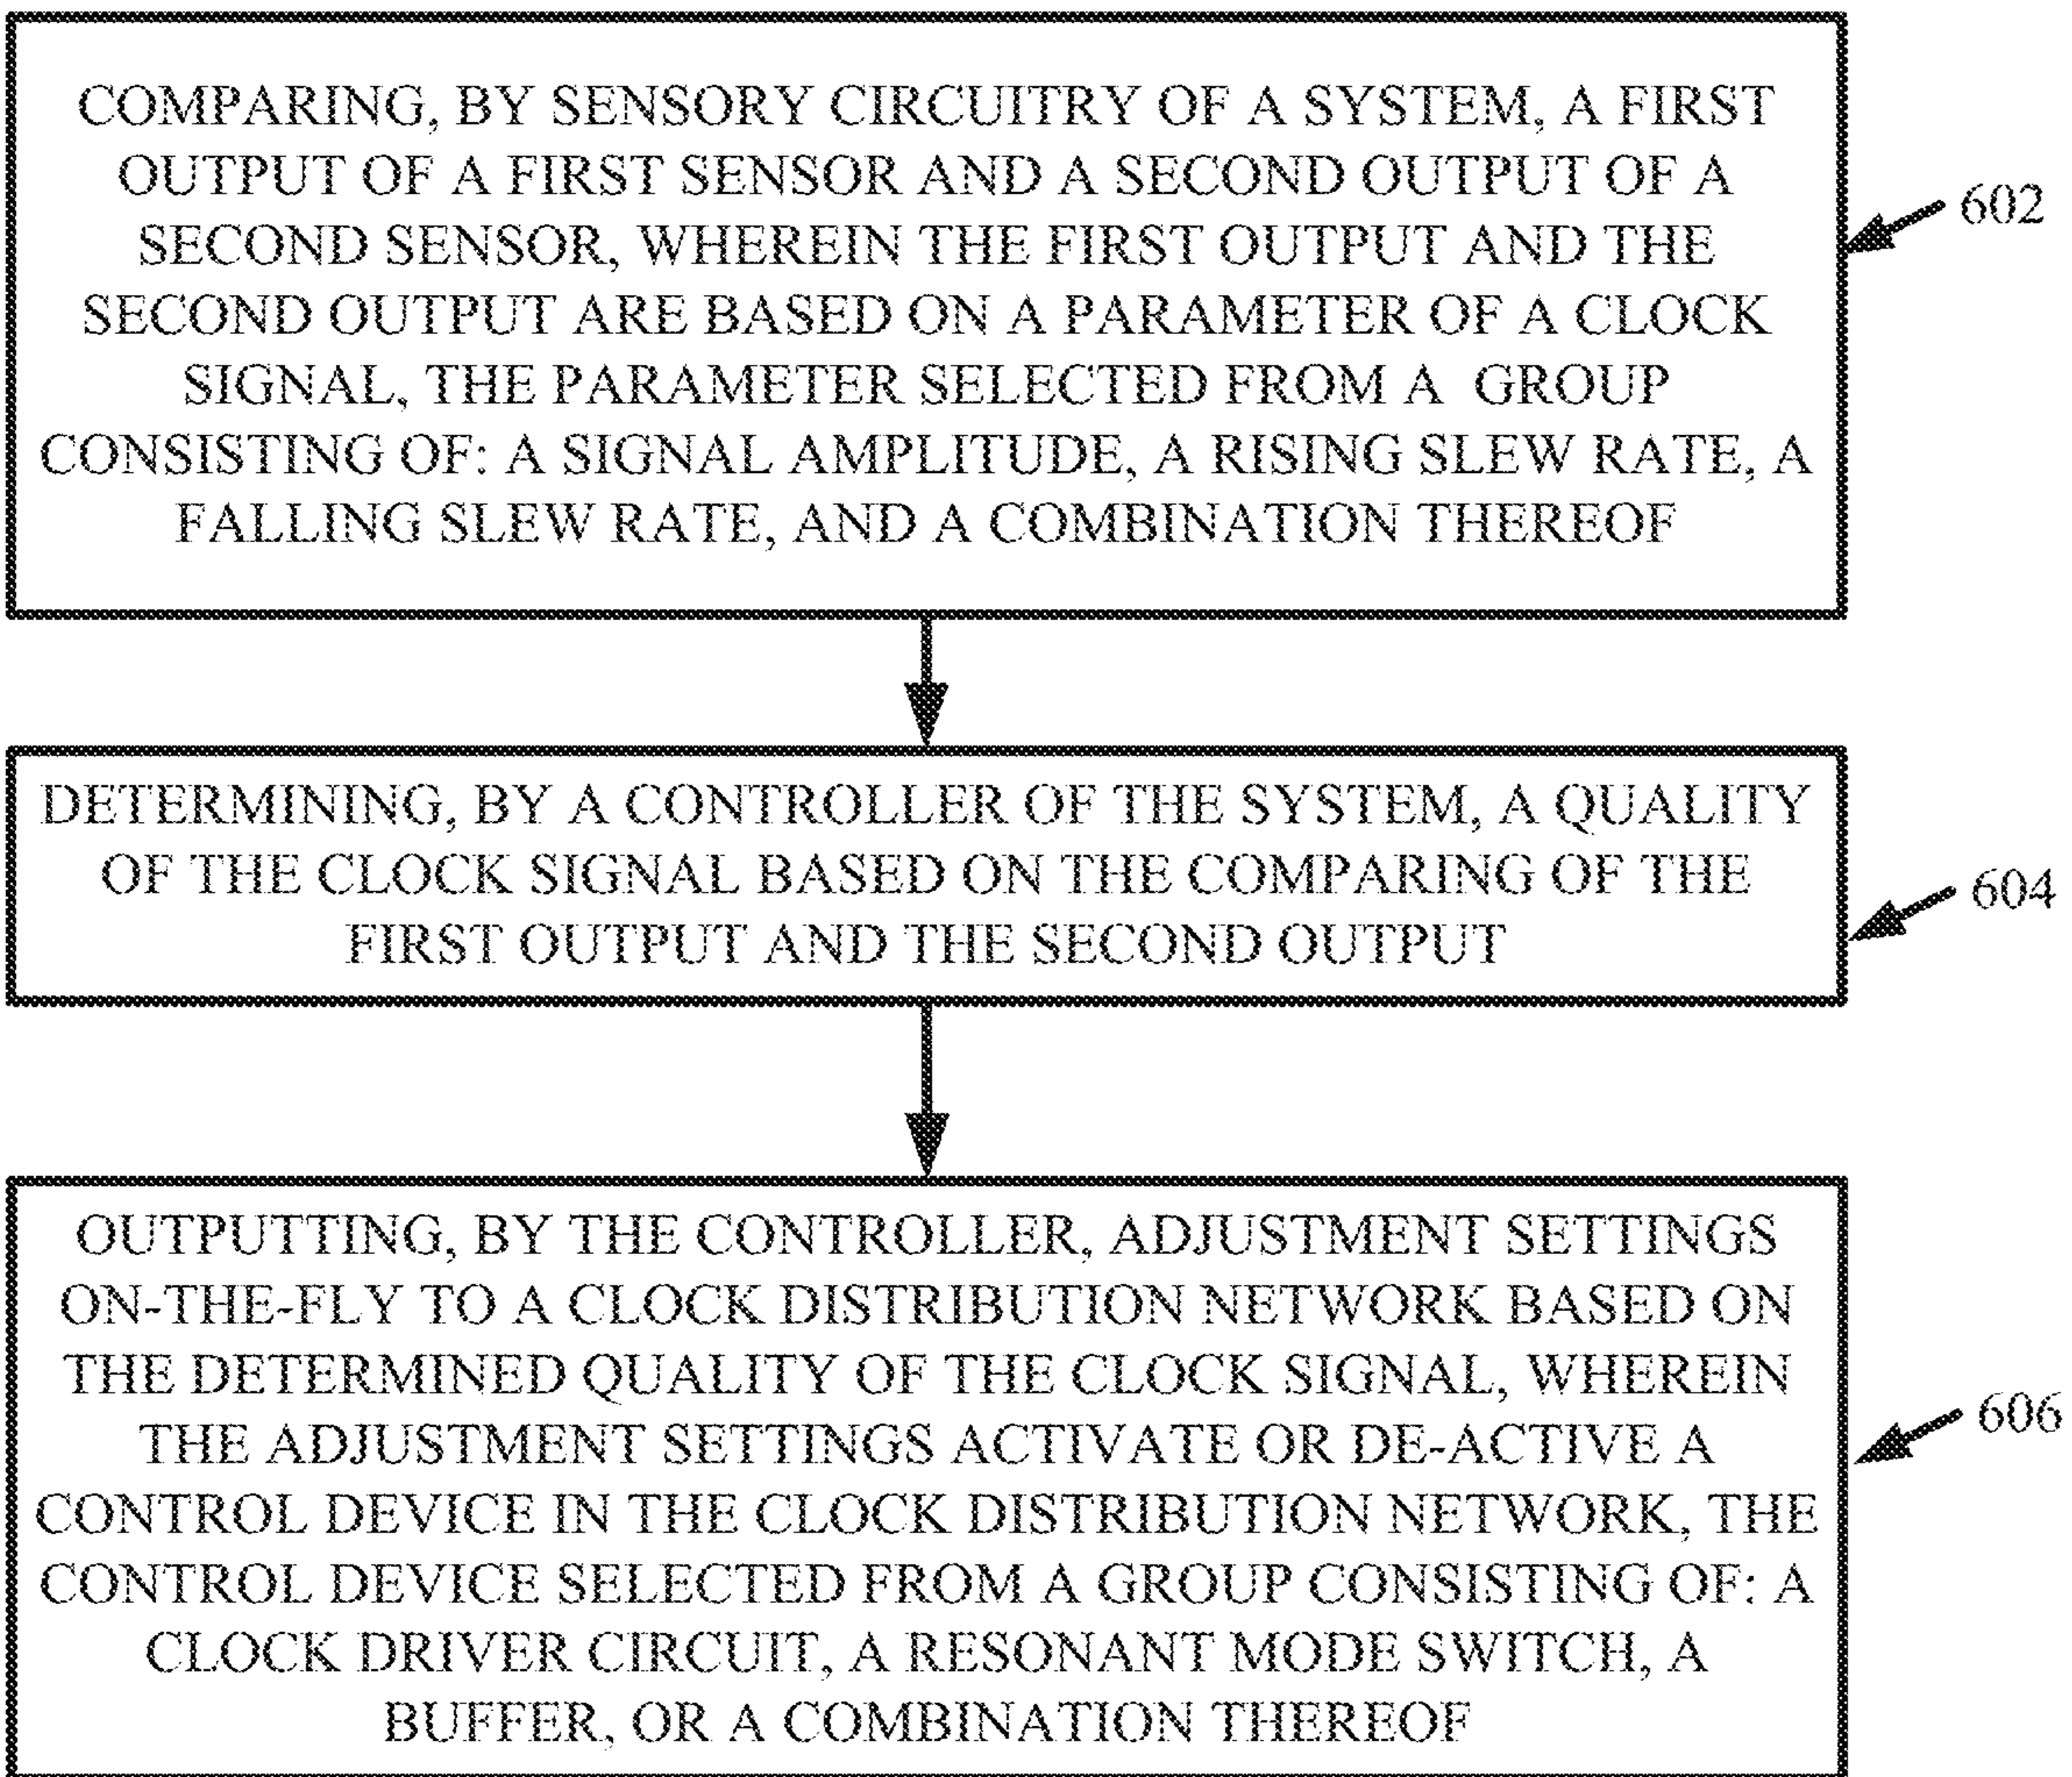 COMPARING, BY SENSORY CIRCUITRY OF A SYSTEM, A FIRST
OUTPUT OF A FIRST SENSOR AND A SECOND OUTPUT OF A
SECOND SENSOR, WHEREIN THE FIRST OUTPUT AND THE
SECOND OUTPUT ARE BASED ON A PARAMETER OF A CLOCK
SIGNAL, THE PARAMETER SELECTED FROM A GROUP
CONSISTING OF: A SIGNAL AMPLITUDE, A RISING SLEW RATE, A
FALLING SLEW RATE, AND A COMBINATION THEREOF
602
DETERMINING, BY A CONTROLLER OF THE SYSTEM, A QUALITY
OF THE CLOCK SIGNAL BASED ON THE COMPARING OF THE
FIRST OUTPUT AND THE SECOND OUTPUT
604
OUTPUTTING, BY THE CONTROLLER, ADJUSTMENT SETTINGS
ON-THE-FLY TO A CLOCK DISTRIBUTION NETWORK BASED ON
THE DETERMINED QUALITY OF THE CLOCK SIGNAL, WHEREIN
THE ADJUSTMENT SETTINGS ACTIVATE OR DE-ACTIVE A
CONTROL DEVICE IN THE CLOCK DISTRIBUTION NETWORK, THE
CONTROL DEVICE SELECTED FROM A GROUP CONSISTING OF: A
CLOCK DRIVER CIRCUIT, A RESONANT MODE SWITCH, A
BUFFER, OR A COMBINATION THEREOF
606